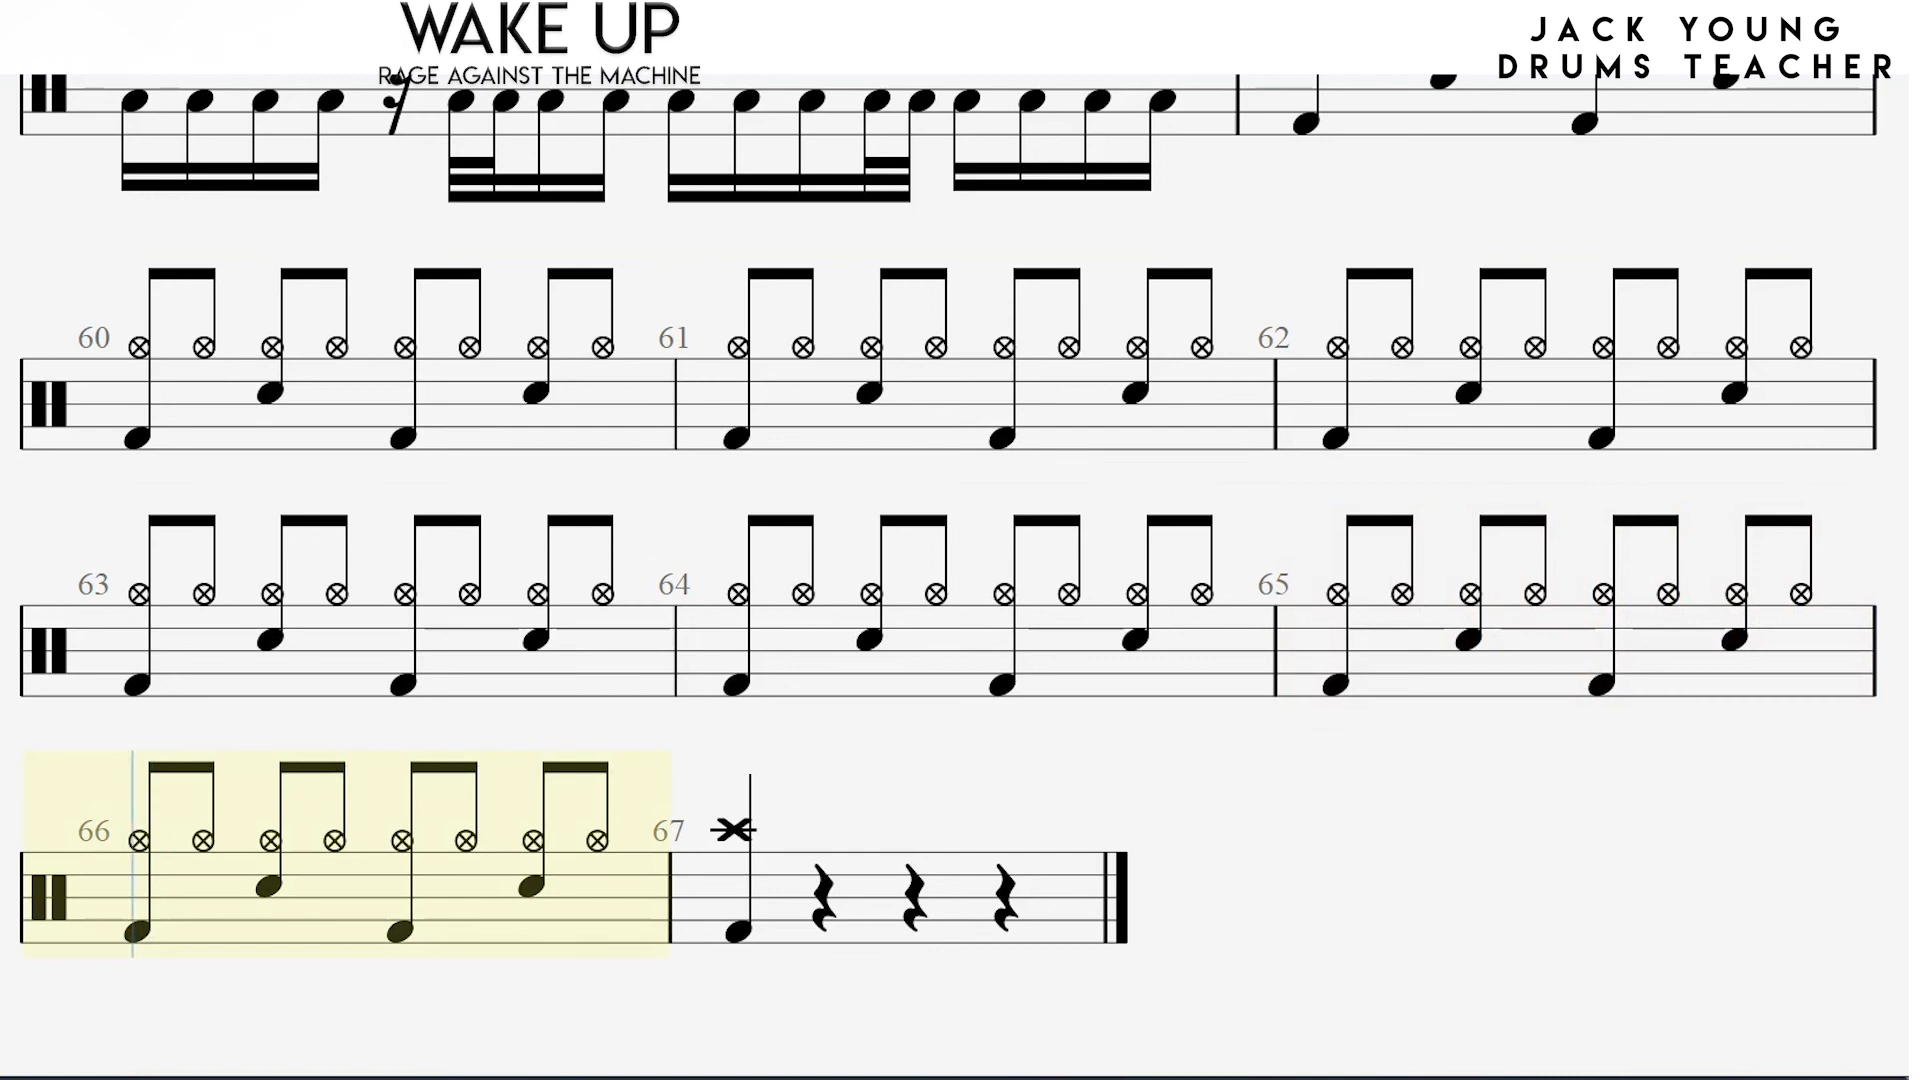 WAKE UP
RAGE AGAINST THE MACHINE
JACK YOUNG
DRUMS TEACHER
60 61 62
63 64 65
66 67